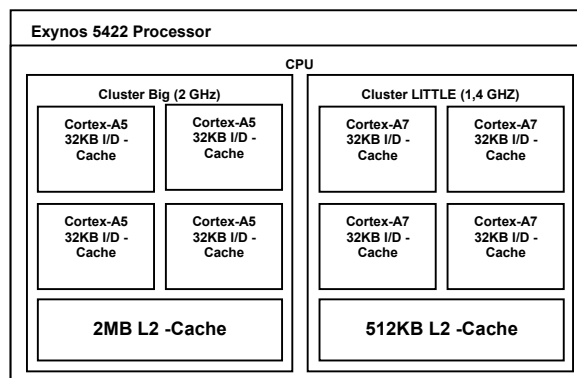 Exynos 5422 Processor
CPU
Cluster Big (2 GHz)
Cortex-A5
32KB I/D -
Cache
Cortex-A5
32KB I/D -
Cache
Cortex-A5
32KB I/D -
Cache
Cortex-A5
32KB I/D -
Cache
2MB L2 -Cache
Cluster LITTLE (1,4 GHZ)
Cortex-A7
32KB I/D -
Cache
Cortex-A7
32KB I/D -
Cache
Cortex-A7
32KB I/D -
Cache
Cortex-A7
32KB I/D -
Cache
512KB L2 -Cache